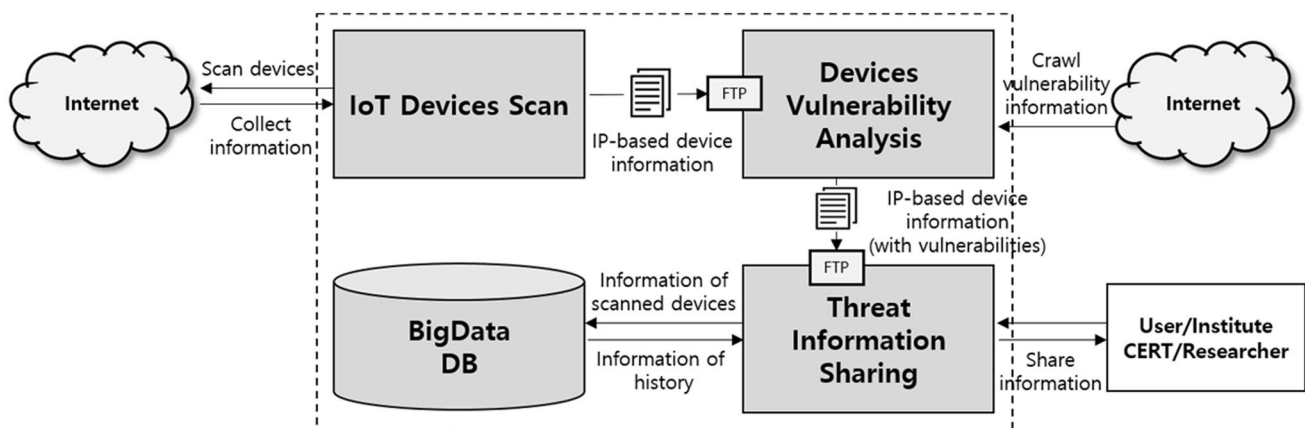 Internet
Scan devices
Collect
information
IoT Devices Scan
IP-based device
information
FTP
Devices
Vulnerability
Analysis
Crawl
vulnerability
information
Internet
IP-based device
information
(with vulnerabilities)
FTP
BigData
DB
Information of
scanned devices
Information of
history
Threat
Information
Sharing
Share
information
User/Institute
CERT/Researcher